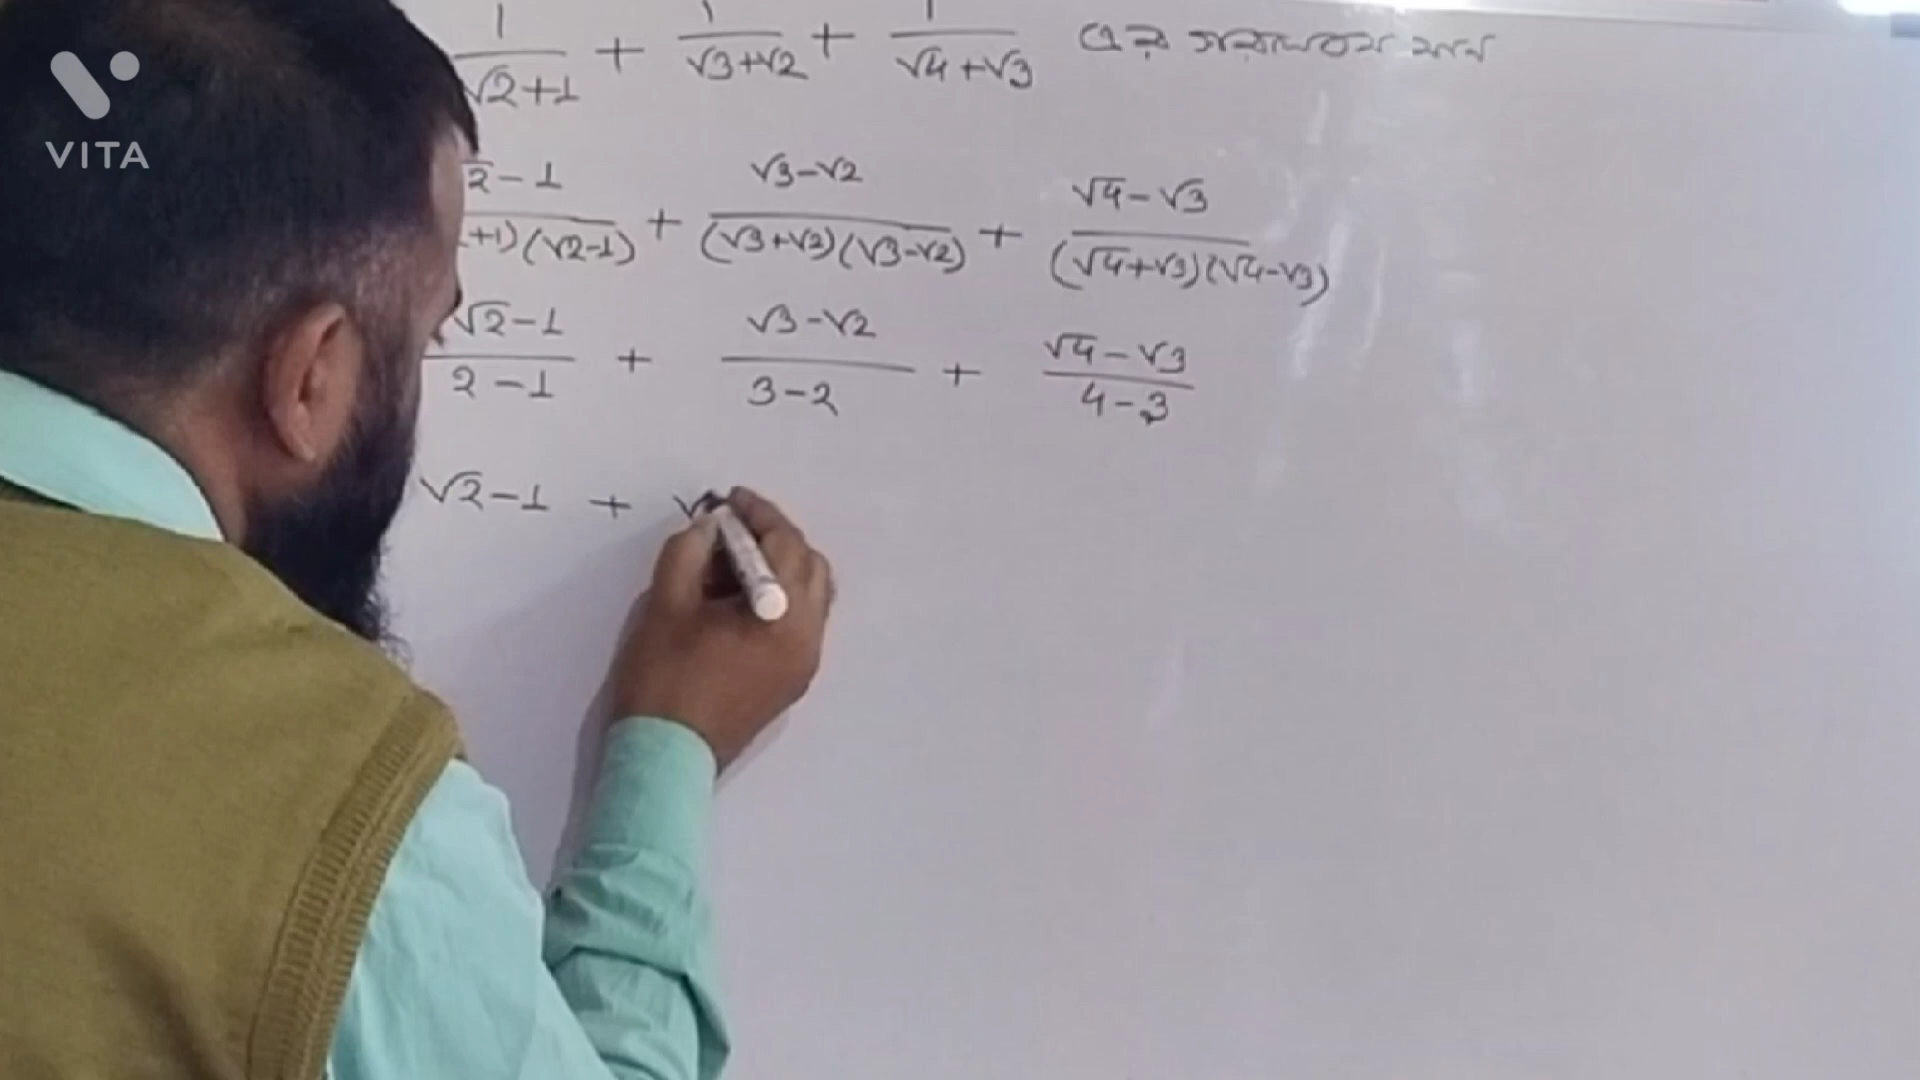 VITA
1/(√2+1) + 1/(√3+√2) + 1/(√4+√3) এর সরলতম মান
2-1/(+1)(√2-1) + √3-√2/(√3+√2)(√3-√2) + √4-√3/(√4+√3)(√4-√3)
√2-1/2-1 + √3-√2/3-2 + √4-√3/4-3
√2-1 + √